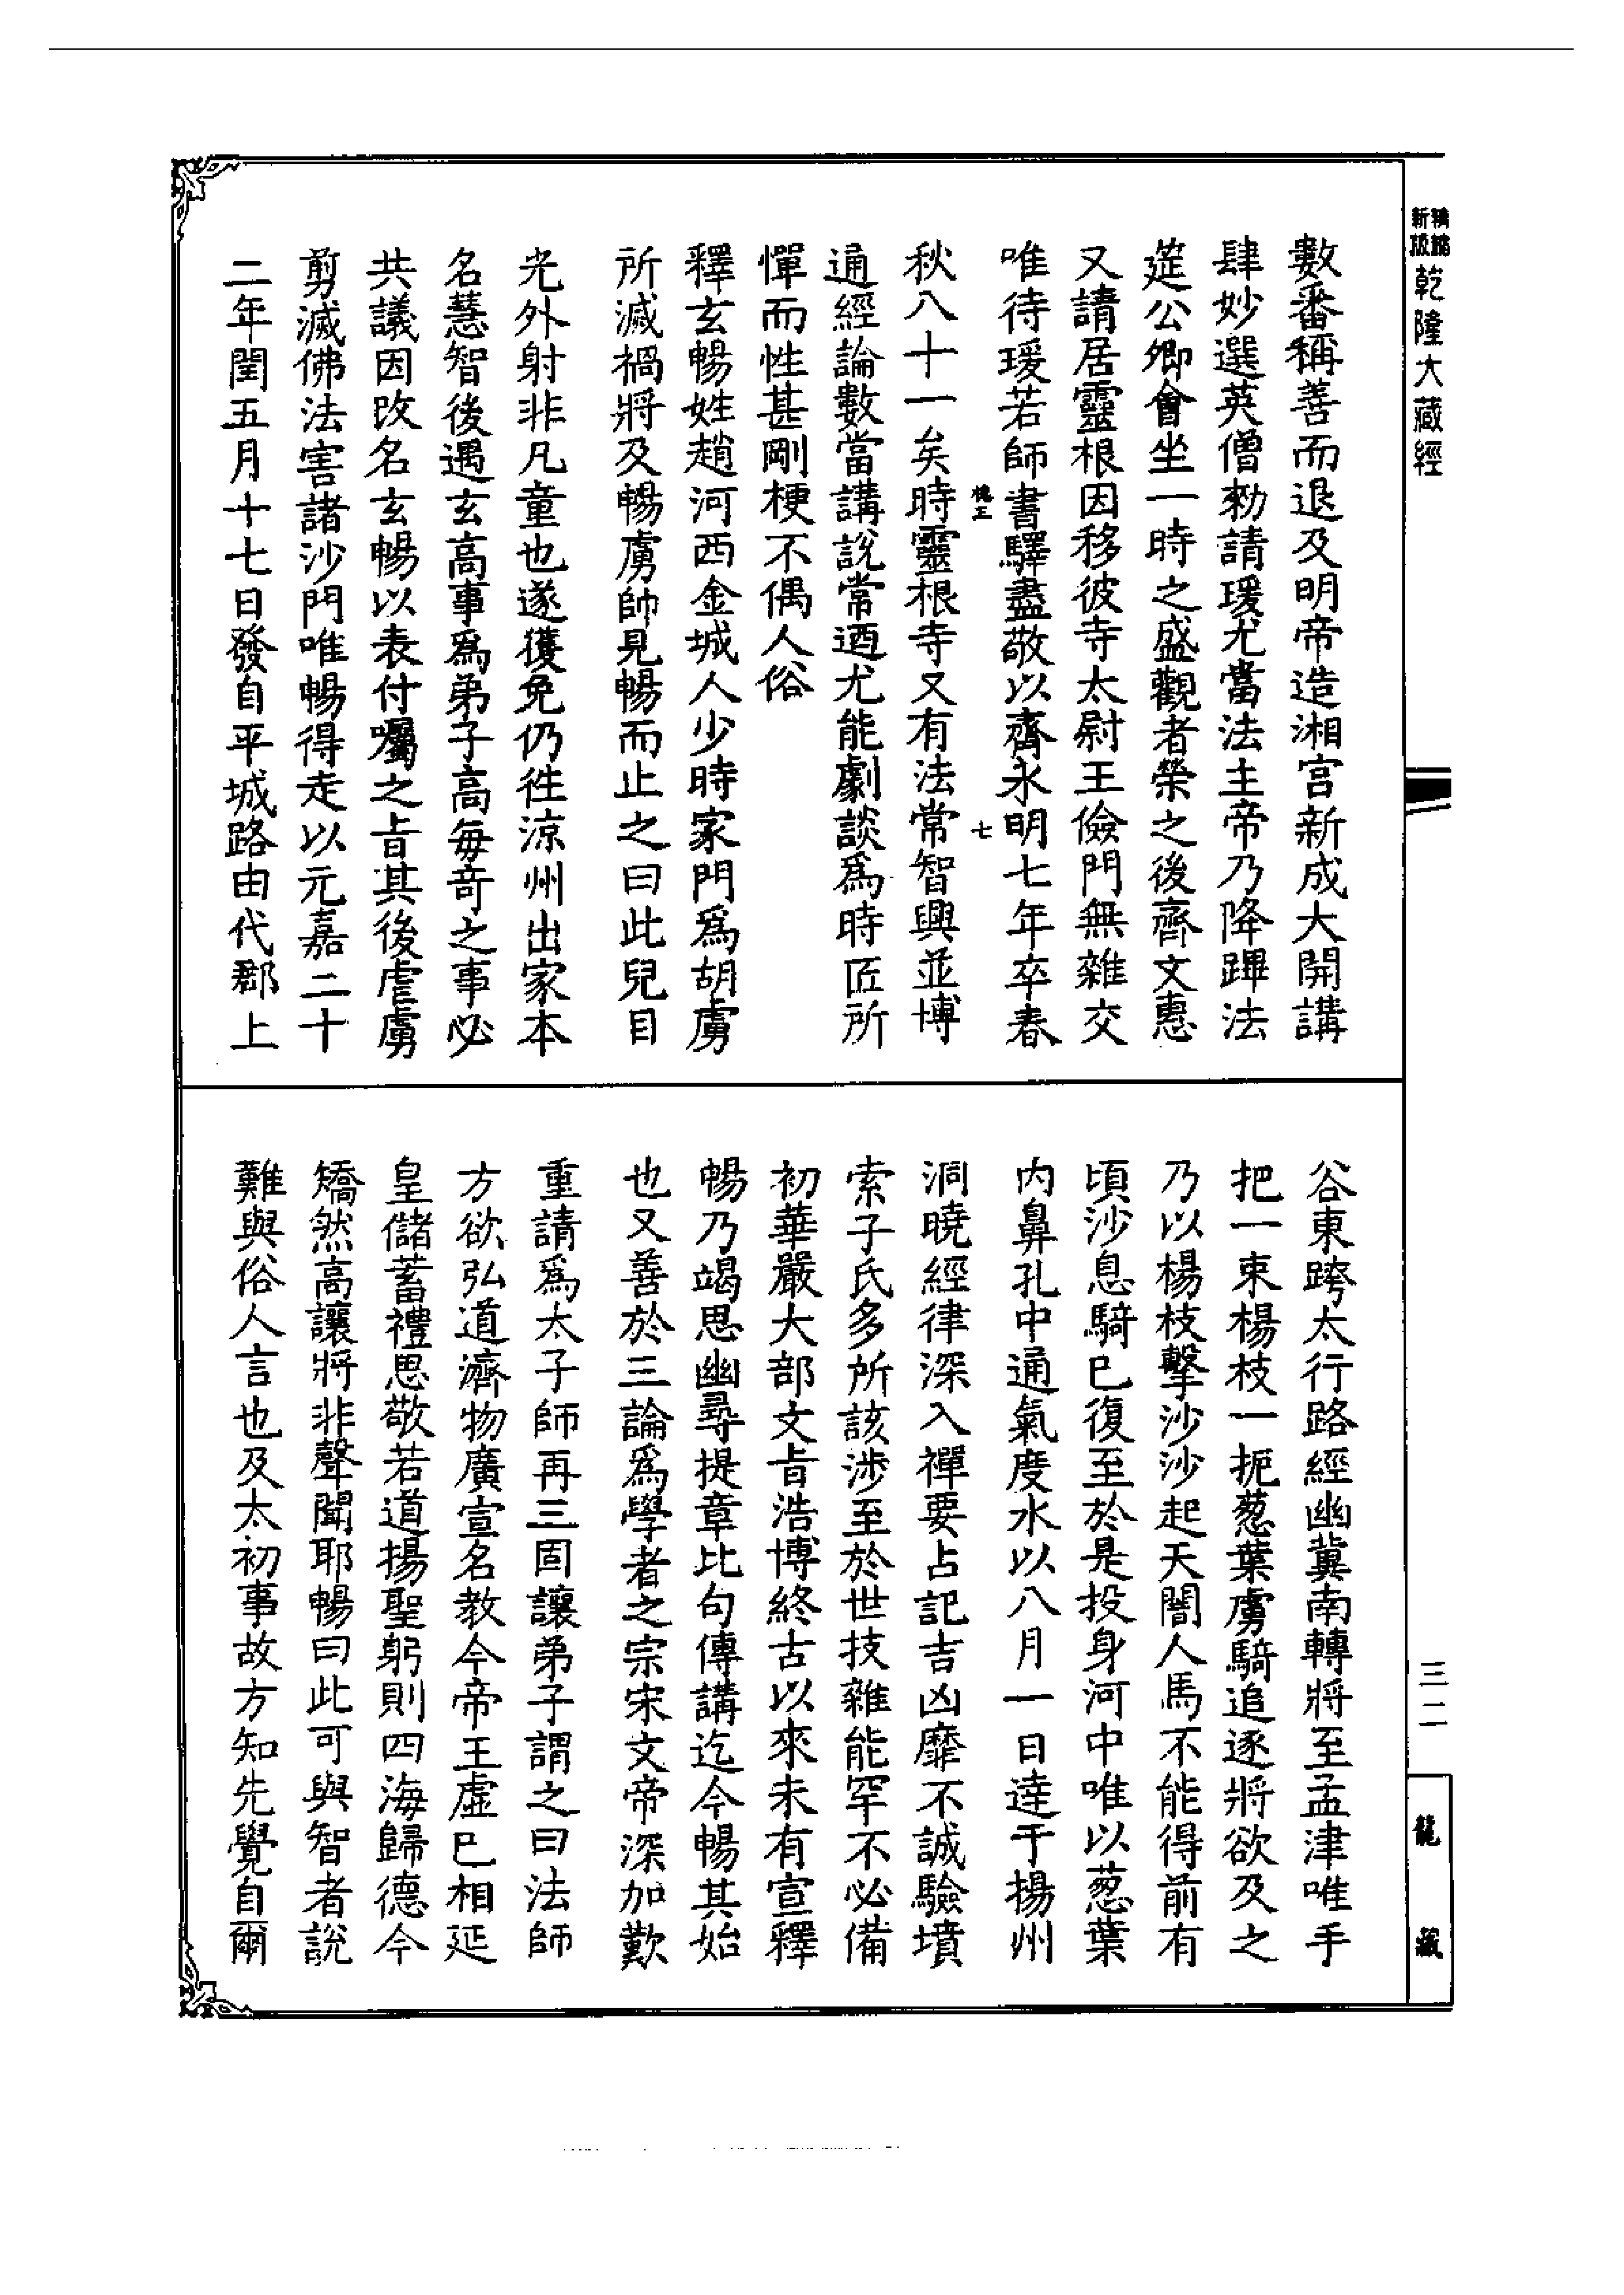 新編縮版
乾隆大藏經
數番稱善而退及明帝造湘宫新成大開講
肆妙選英僧勑請瑗尤當法主帝乃降蹕法
筵公卿會坐一時之盛觀者榮之後齊文惠
又請居靈根因移彼寺太尉王儉門無雜交
唯待瑗若師書驛盡敬以齊永明七年卒春
七
秋八十一矣時靈根寺又有法常智興並博
通經論數當講說常迺尤能劇談爲時匠所
憚而性甚剛梗不偶人俗
釋玄暢姓趙河西金城人少時家門爲胡虜
所滅禍將及暢虜帥見暢而止之曰此兒目
光外射非凡童也遂獲免仍徃涼州出家本
名慧智後遇玄高事爲弟子高每奇之事必
共議因改名玄暢以表付囑之㫖其後虐虜
剪滅佛法害諸沙門唯暢得走以元嘉二十
二年閏五月十七日發自平城路由代郡上
谷東跨太行路經幽冀南轉將至孟津唯手
把一束楊枝一扼葱葉虜騎追逐將欲及之
乃以楊枝擊沙沙起天闇人馬不能得前有
頃沙息騎已復至於是投身河中唯以葱葉
内鼻孔中通氣度水以八月一日達于揚州
洞曉經律深入禪要占記吉凶靡不誠驗墳
索子氏多所該涉至於世技雜能罕不必備
初華嚴大部文㫖浩博終古以來未有宣釋
暢乃竭思幽尋提章比句傳講迄今暢其始
也又善於三論爲學者之宗宋文帝深加歎
重請爲太子師再三固讓弟子謂之曰法師
方欲弘道濟物廣宣名教今帝王虚已相延
皇儲蓄禮思敬若道揚聖躬則四海歸德今
矯然高讓將非聲聞耶暢曰此可與智者說
難與俗人言也及太初事故方知先覺自爾
三二
龍藏